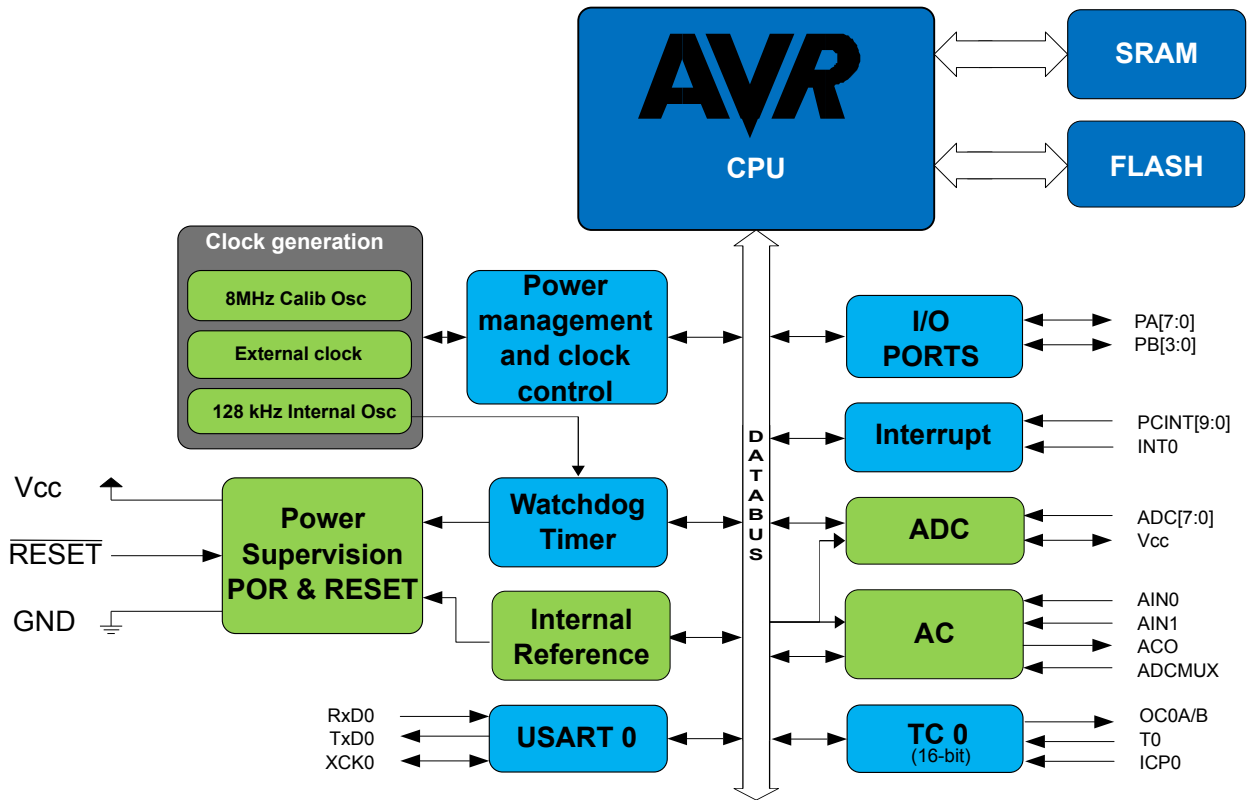 AVR
CPU
SRAM
FLASH
Clock generation
8MHz Calib Osc
External clock
128 kHz Internal Osc
Power
management
and clock
control
I/O
PORTS
PA[7:0]
PB[3:0]
Interrupt
PCINT[9:0]
INT0
DATABUS
Vcc
RESET
GND
Power
Supervision
POR & RESET
Watchdog
Timer
ADC
ADC[7:0]
Vcc
Internal
Reference
AC
AIN0
AIN1
ACO
ADCMUX
RxD0
TxD0
XCK0
USART 0
TC 0
(16-bit)
OC0A/B
T0
ICP0